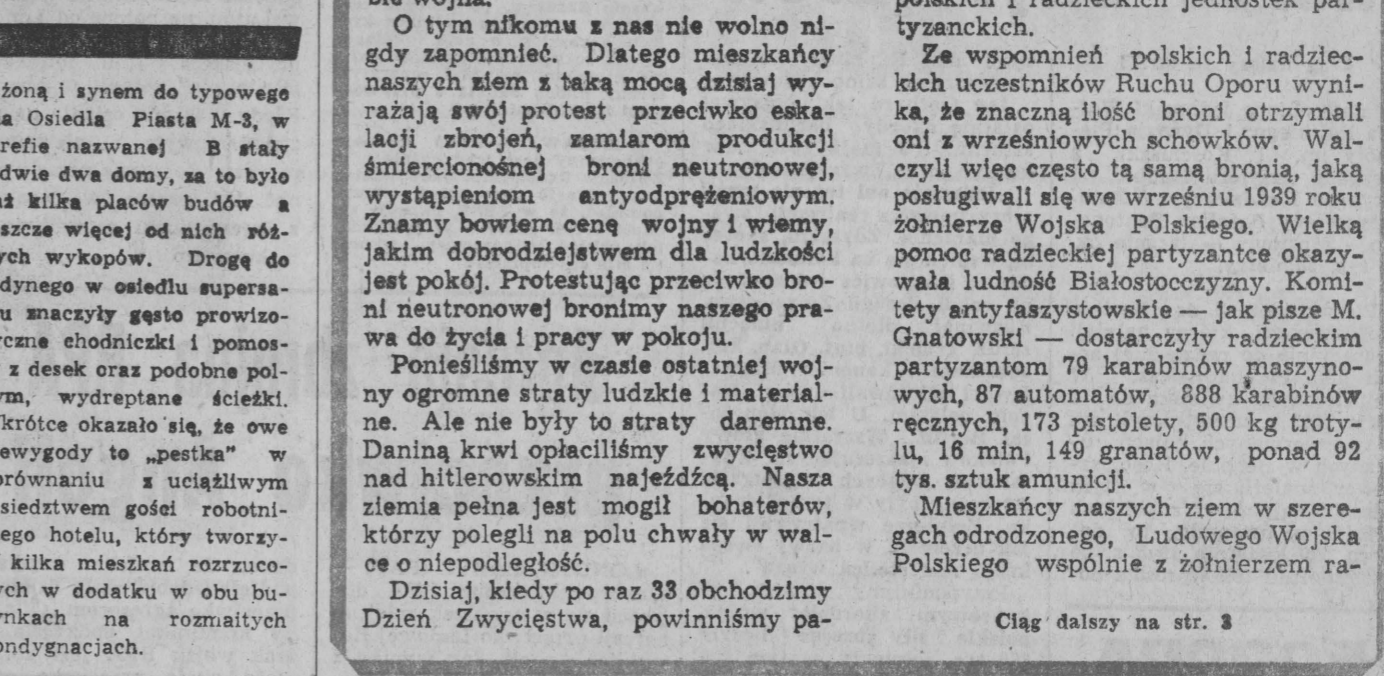 żoną i synem do typowego
Osiedla Piasta M-3, w
refie nazwanej B stały
dwie dwa domy, za to było
kilka placów budów a
szcze więcej od nich róż-
ych wykopów. Drogę do
dynego w osiedlu supersa-
u znaczyły gęsto prowizo-
czne chodniczki i pomos-
z desek oraz podobne pol-
ym, wydreptane ścieżki.
krótce okazało się, że owe
ewygody to „pestka" w
orównaniu z uciążliwym
siedztwem gości robotni-
ego hotelu, który tworzy-
kilka mieszkań rozrzuco-
ych w dodatku w obu bu-
ynkach na rozmaitych
ondygnacjach.
O tym nikomu z nas nie wolno ni-
gdy zapomnieć. Dlatego mieszkańcy
naszych ziem z taką mocą dzisiaj wy-
rażają swój protest przeciwko eska-
lacji zbrojeń, zamiarom produkcji
śmiercionośnej broni neutronowej,
wystąpieniom antyodprężeniowym.
Znamy bowiem cenę wojny i wiemy,
jakim dobrodziejstwem dla ludzkości
jest pokój. Protestując przeciwko bro-
ni neutronowej bronimy naszego pra-
wa do życia i pracy w pokoju.
Ponieśliśmy w czasie ostatniej woj-
ny ogromne straty ludzkie i material-
ne. Ale nie były to straty daremne.
Daniną krwi opłaciliśmy zwycięstwo
nad hitlerowskim najeźdźcą. Nasza
ziemia pełna jest mogił bohaterów,
którzy polegli na polu chwały w wal-
ce o niepodległość.
Dzisiaj, kiedy po raz 33 obchodzimy
Dzień Zwycięstwa, powinniśmy pa-
polskich i radzieckich jednostek par-
tyzanckich.
Ze wspomnień polskich i radziec-
kich uczestników Ruchu Oporu wyni-
ka, że znaczną ilość broni otrzymali
oni z wrześniowych schowków. Wal-
czyli więc często tą samą bronią, jaką
posługiwali się we wrześniu 1939 roku
żołnierze Wojska Polskiego. Wielką
pomoc radzieckiej partyzantce okazy-
wała ludność Białostocczyzny. Komi-
tety antyfaszystowskie — jak pisze M.
Gnatowski — dostarczyły radzieckim
partyzantom 79 karabinów maszyno-
wych, 87 automatów, 888 karabinów
ręcznych, 173 pistolety, 500 kg troty-
lu, 16 min, 149 granatów, ponad 92
tys. sztuk amunicji.
Mieszkańcy naszych ziem w szere-
gach odrodzonego, Ludowego Wojska
Polskiego wspólnie z żołnierzem ra-
Ciąg dalszy na str. 3